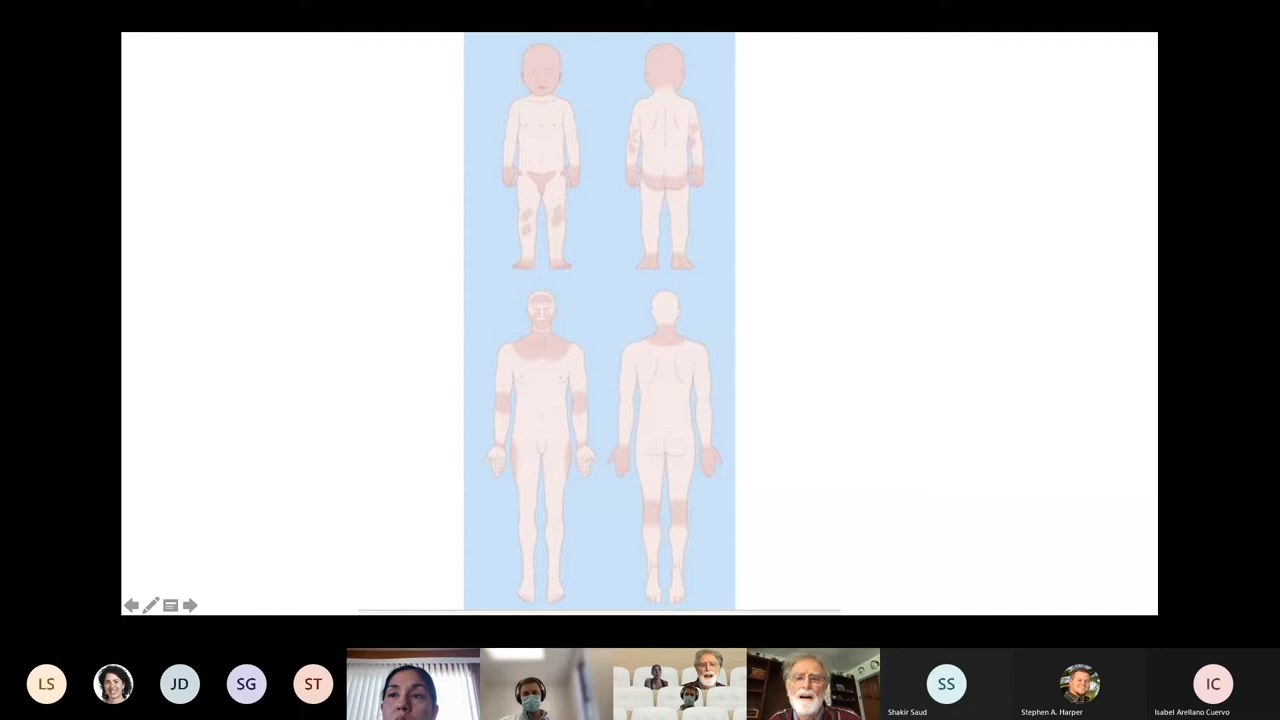 LS
JD
SG
ST
SS
Shakir Saud
Stephen A. Harper
IC
Isabel Arellano Cuervo